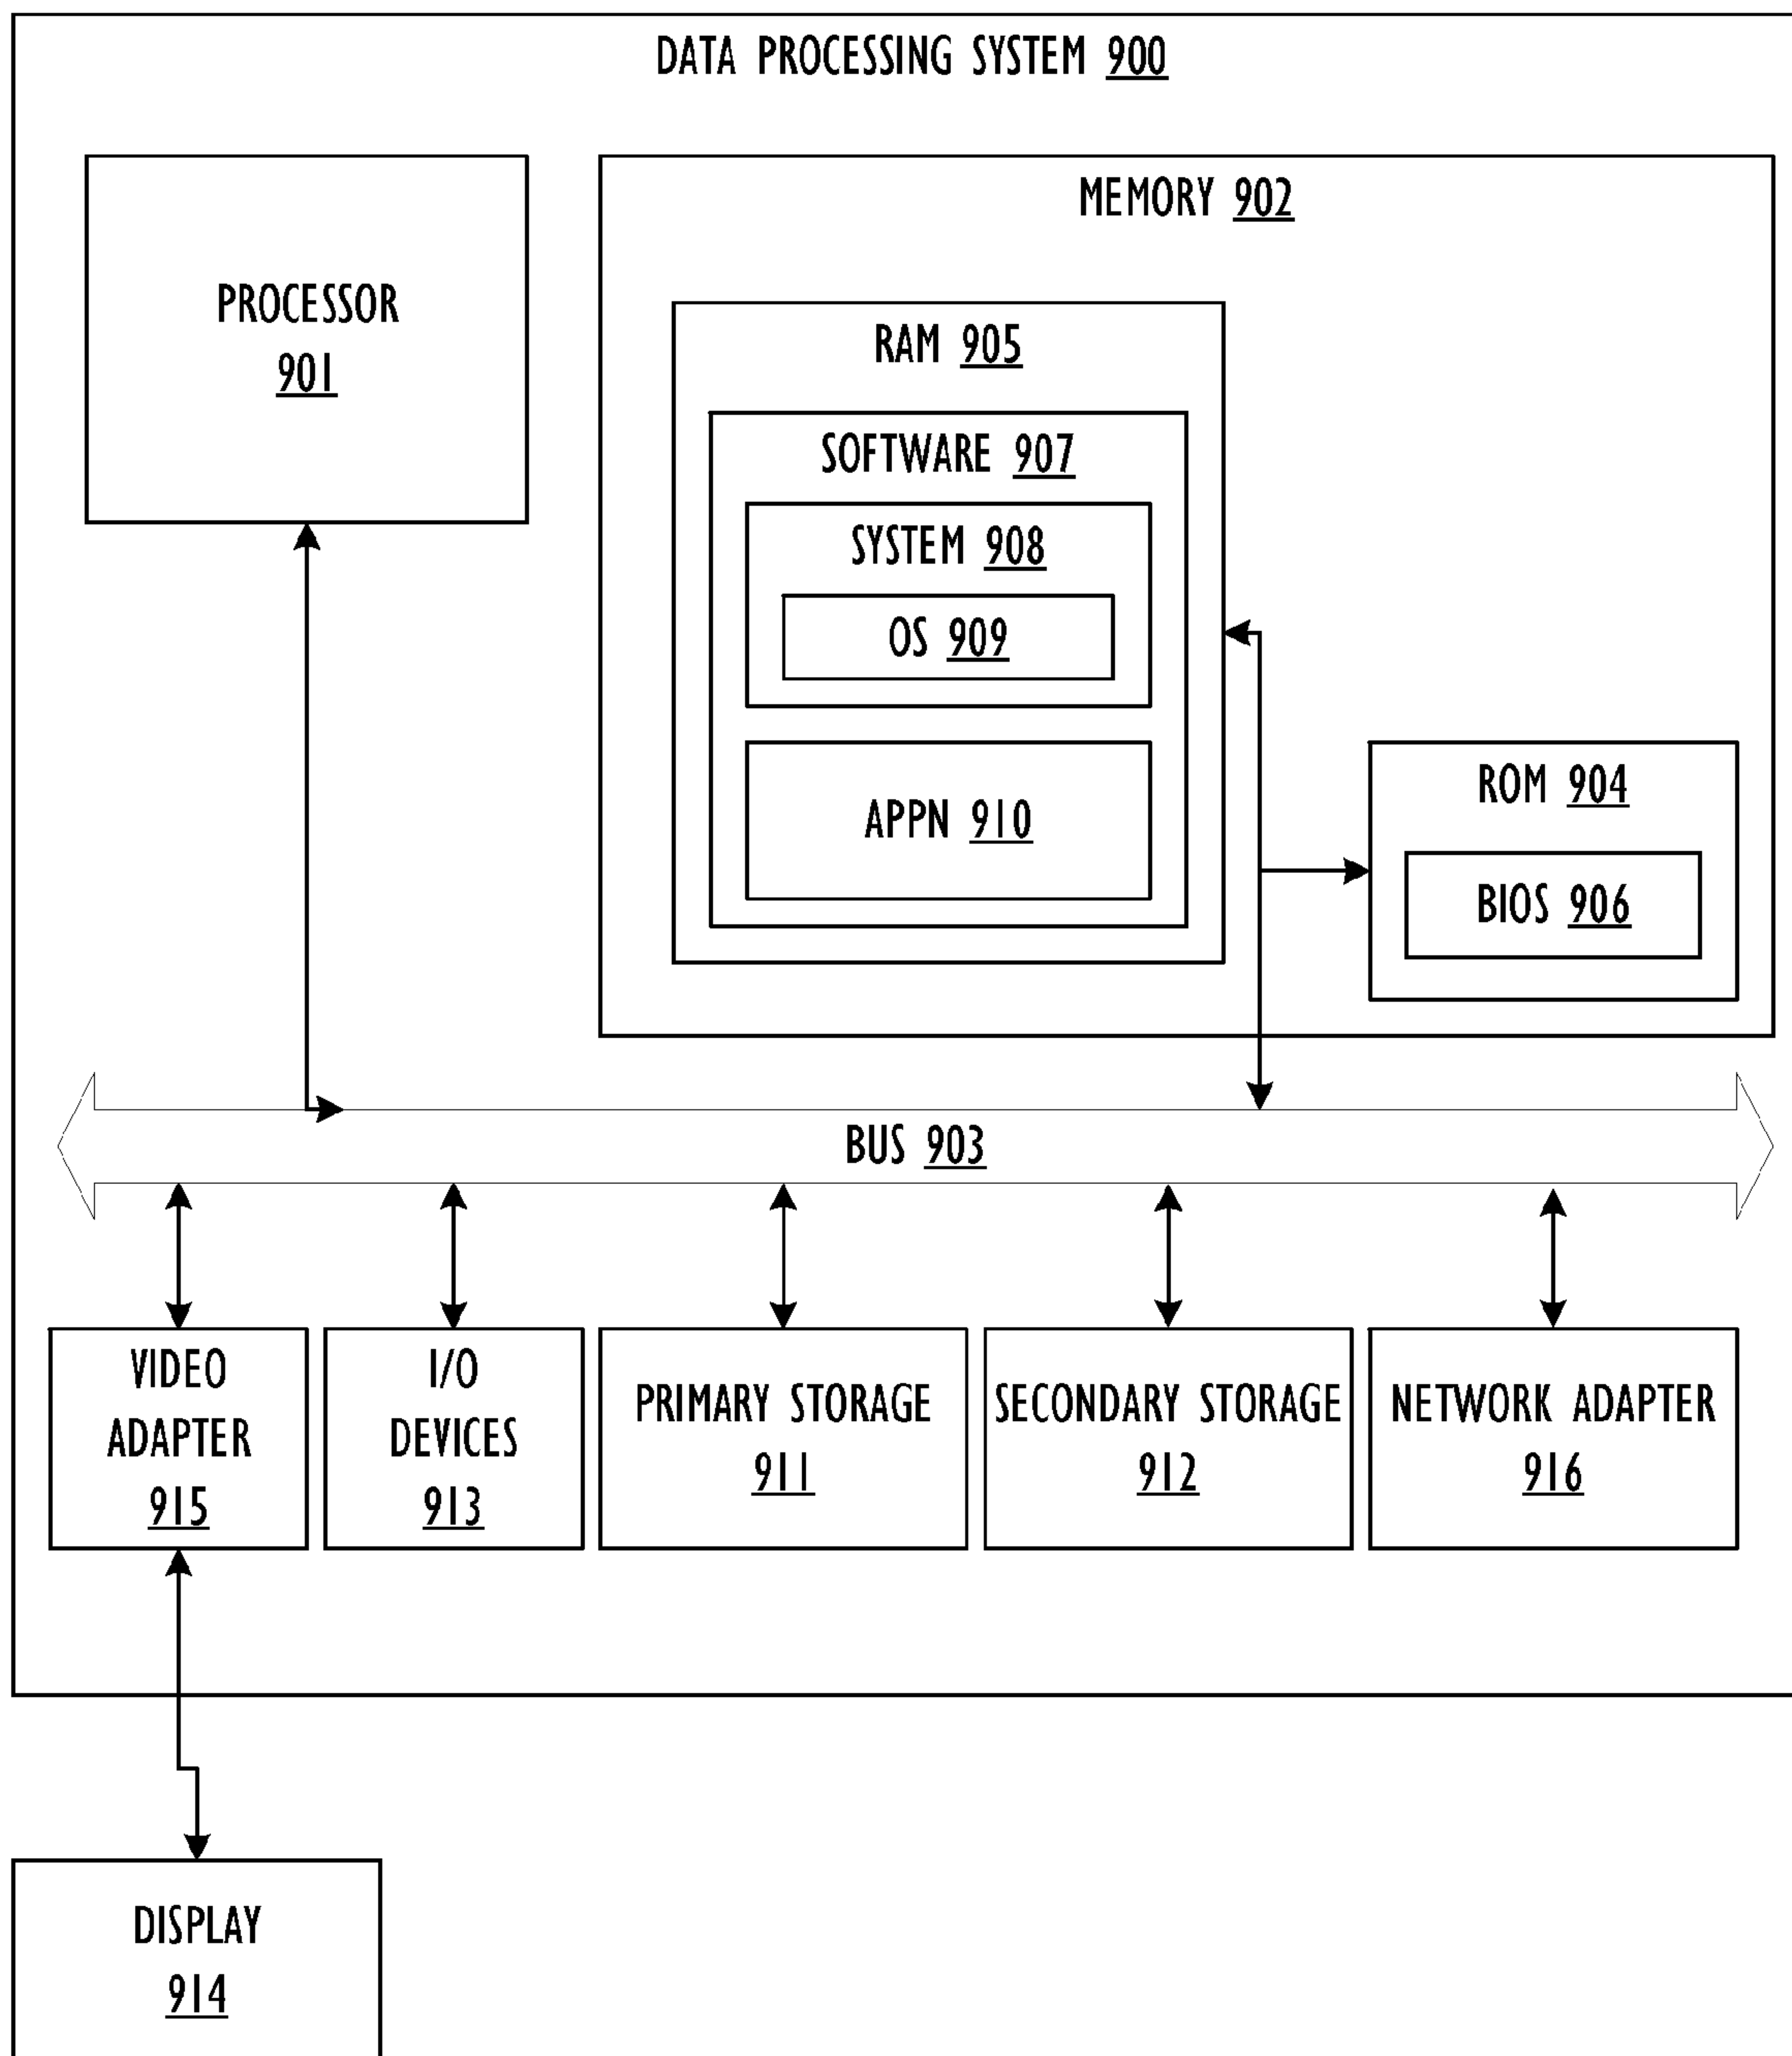 DATA PROCESSING SYSTEM 900
PROCESSOR
901
MEMORY 902
RAM 905
SOFTWARE 907
SYSTEM 908
OS 909
APPN 910
ROM 904
BIOS 906
BUS 903
VIDEO
ADAPTER
915
I/O
DEVICES
913
PRIMARY STORAGE
911
SECONDARY STORAGE
912
NETWORK ADAPTER
916
DISPLAY
914